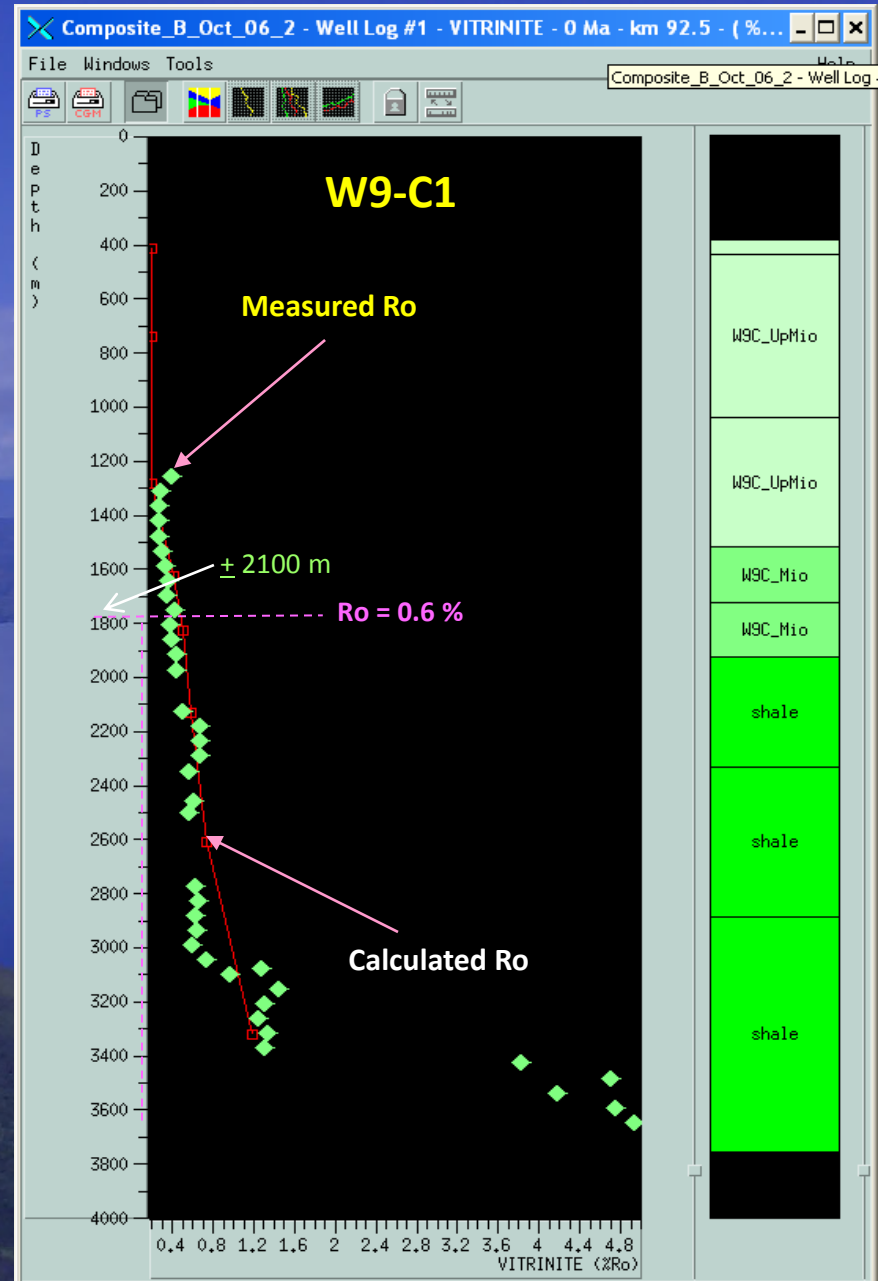 Composite_B_Oct_06_2 - Well Log #1 - VITRINITE - 0 Ma - km 92.5 - ( %...
File Windows Tools
Composite_B_Oct_06_2 - Well Log
PS CGM
Depth (m)
W9-C1
Measured Ro
± 2100 m
Ro = 0.6 %
Calculated Ro
0
200
400
600
800
1000
1200
1400
1600
1800
2000
2200
2400
2600
2800
3000
3200
3400
3600
3800
4000
0.4 0.8 1.2 1.6 2 2.4 2.8 3.2 3.6 4 4.4 4.8
VITRINITE (%Ro)
W9C_UpMio
W9C_UpMio
W9C_Mio
W9C_Mio
shale
shale
shale